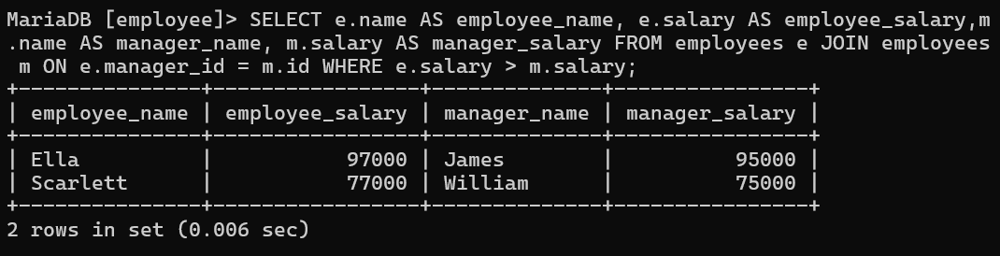 MariaDB [employee]> SELECT e.name AS employee_name, e.salary AS employee_salary,m
.name AS manager_name, m.salary AS manager_salary FROM employees e JOIN employees
 m ON e.manager_id = m.id WHERE e.salary > m.salary;
+---------------+-----------------+--------------+----------------+
| employee_name | employee_salary | manager_name | manager_salary |
+---------------+-----------------+--------------+----------------+
| Ella          |           97000 | James        |          95000 |
| Scarlett      |           77000 | William      |          75000 |
+---------------+-----------------+--------------+----------------+
2 rows in set (0.006 sec)